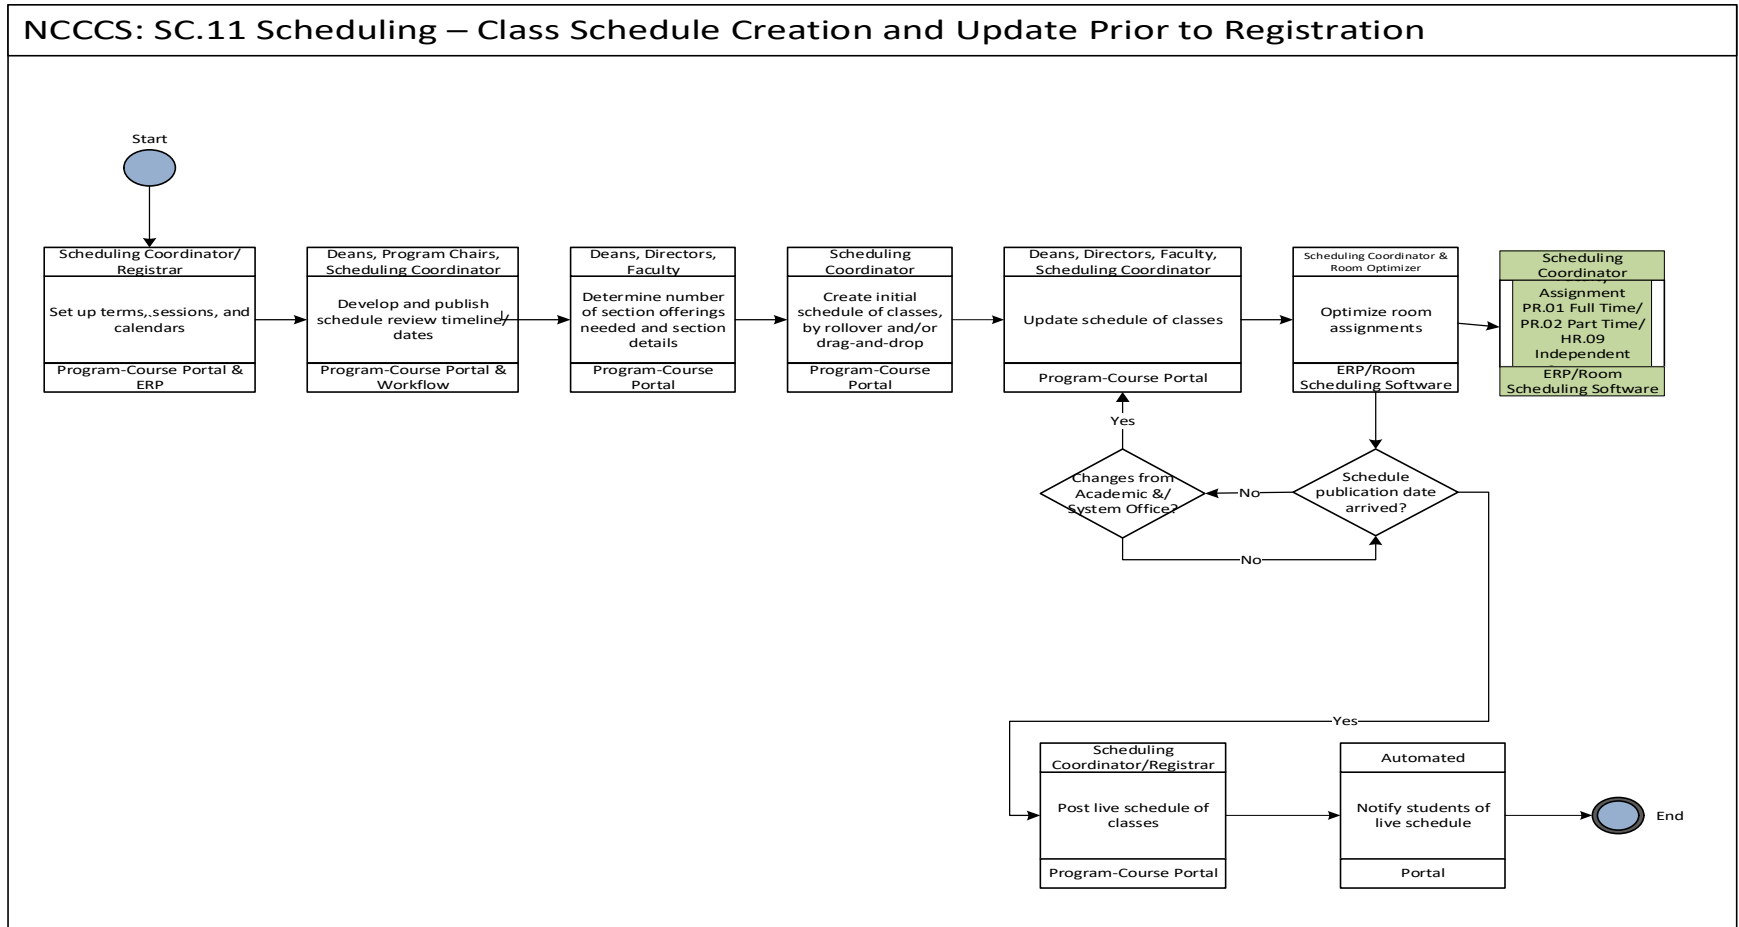 NCCCS: SC.11 Scheduling – Class Schedule Creation and Update Prior to Registration
Start
Scheduling Coordinator/
Registrar
Set up terms, sessions, and
calendars
Program-Course Portal &
ERP
Deans, Program Chairs,
Scheduling Coordinator
Develop and publish
schedule review timeline/
dates
Program-Course Portal &
Workflow
Deans, Directors,
Faculty
Determine number
of section offerings
needed and section
details
Program-Course
Portal
Scheduling
Coordinator
Create initial
schedule of classes,
by rollover and/or
drag-and-drop
Program-Course
Portal
Deans, Directors, Faculty,
Scheduling Coordinator
Update schedule of classes
Program-Course Portal
Scheduling Coordinator &
Room Optimizer
Optimize room
assignments
ERP/Room
Scheduling Software
Scheduling
Coordinator
Assignment
PR.01 Full Time/
PR.02 Part Time/
HR.09
Independent
ERP/Room
Scheduling Software
Yes
Changes from
Academic &/
System Office?
No
Schedule
publication date
arrived?
No
Yes
Scheduling
Coordinator/Registrar
Post live schedule of
classes
Program-Course Portal
Automated
Notify students of
live schedule
Portal
End